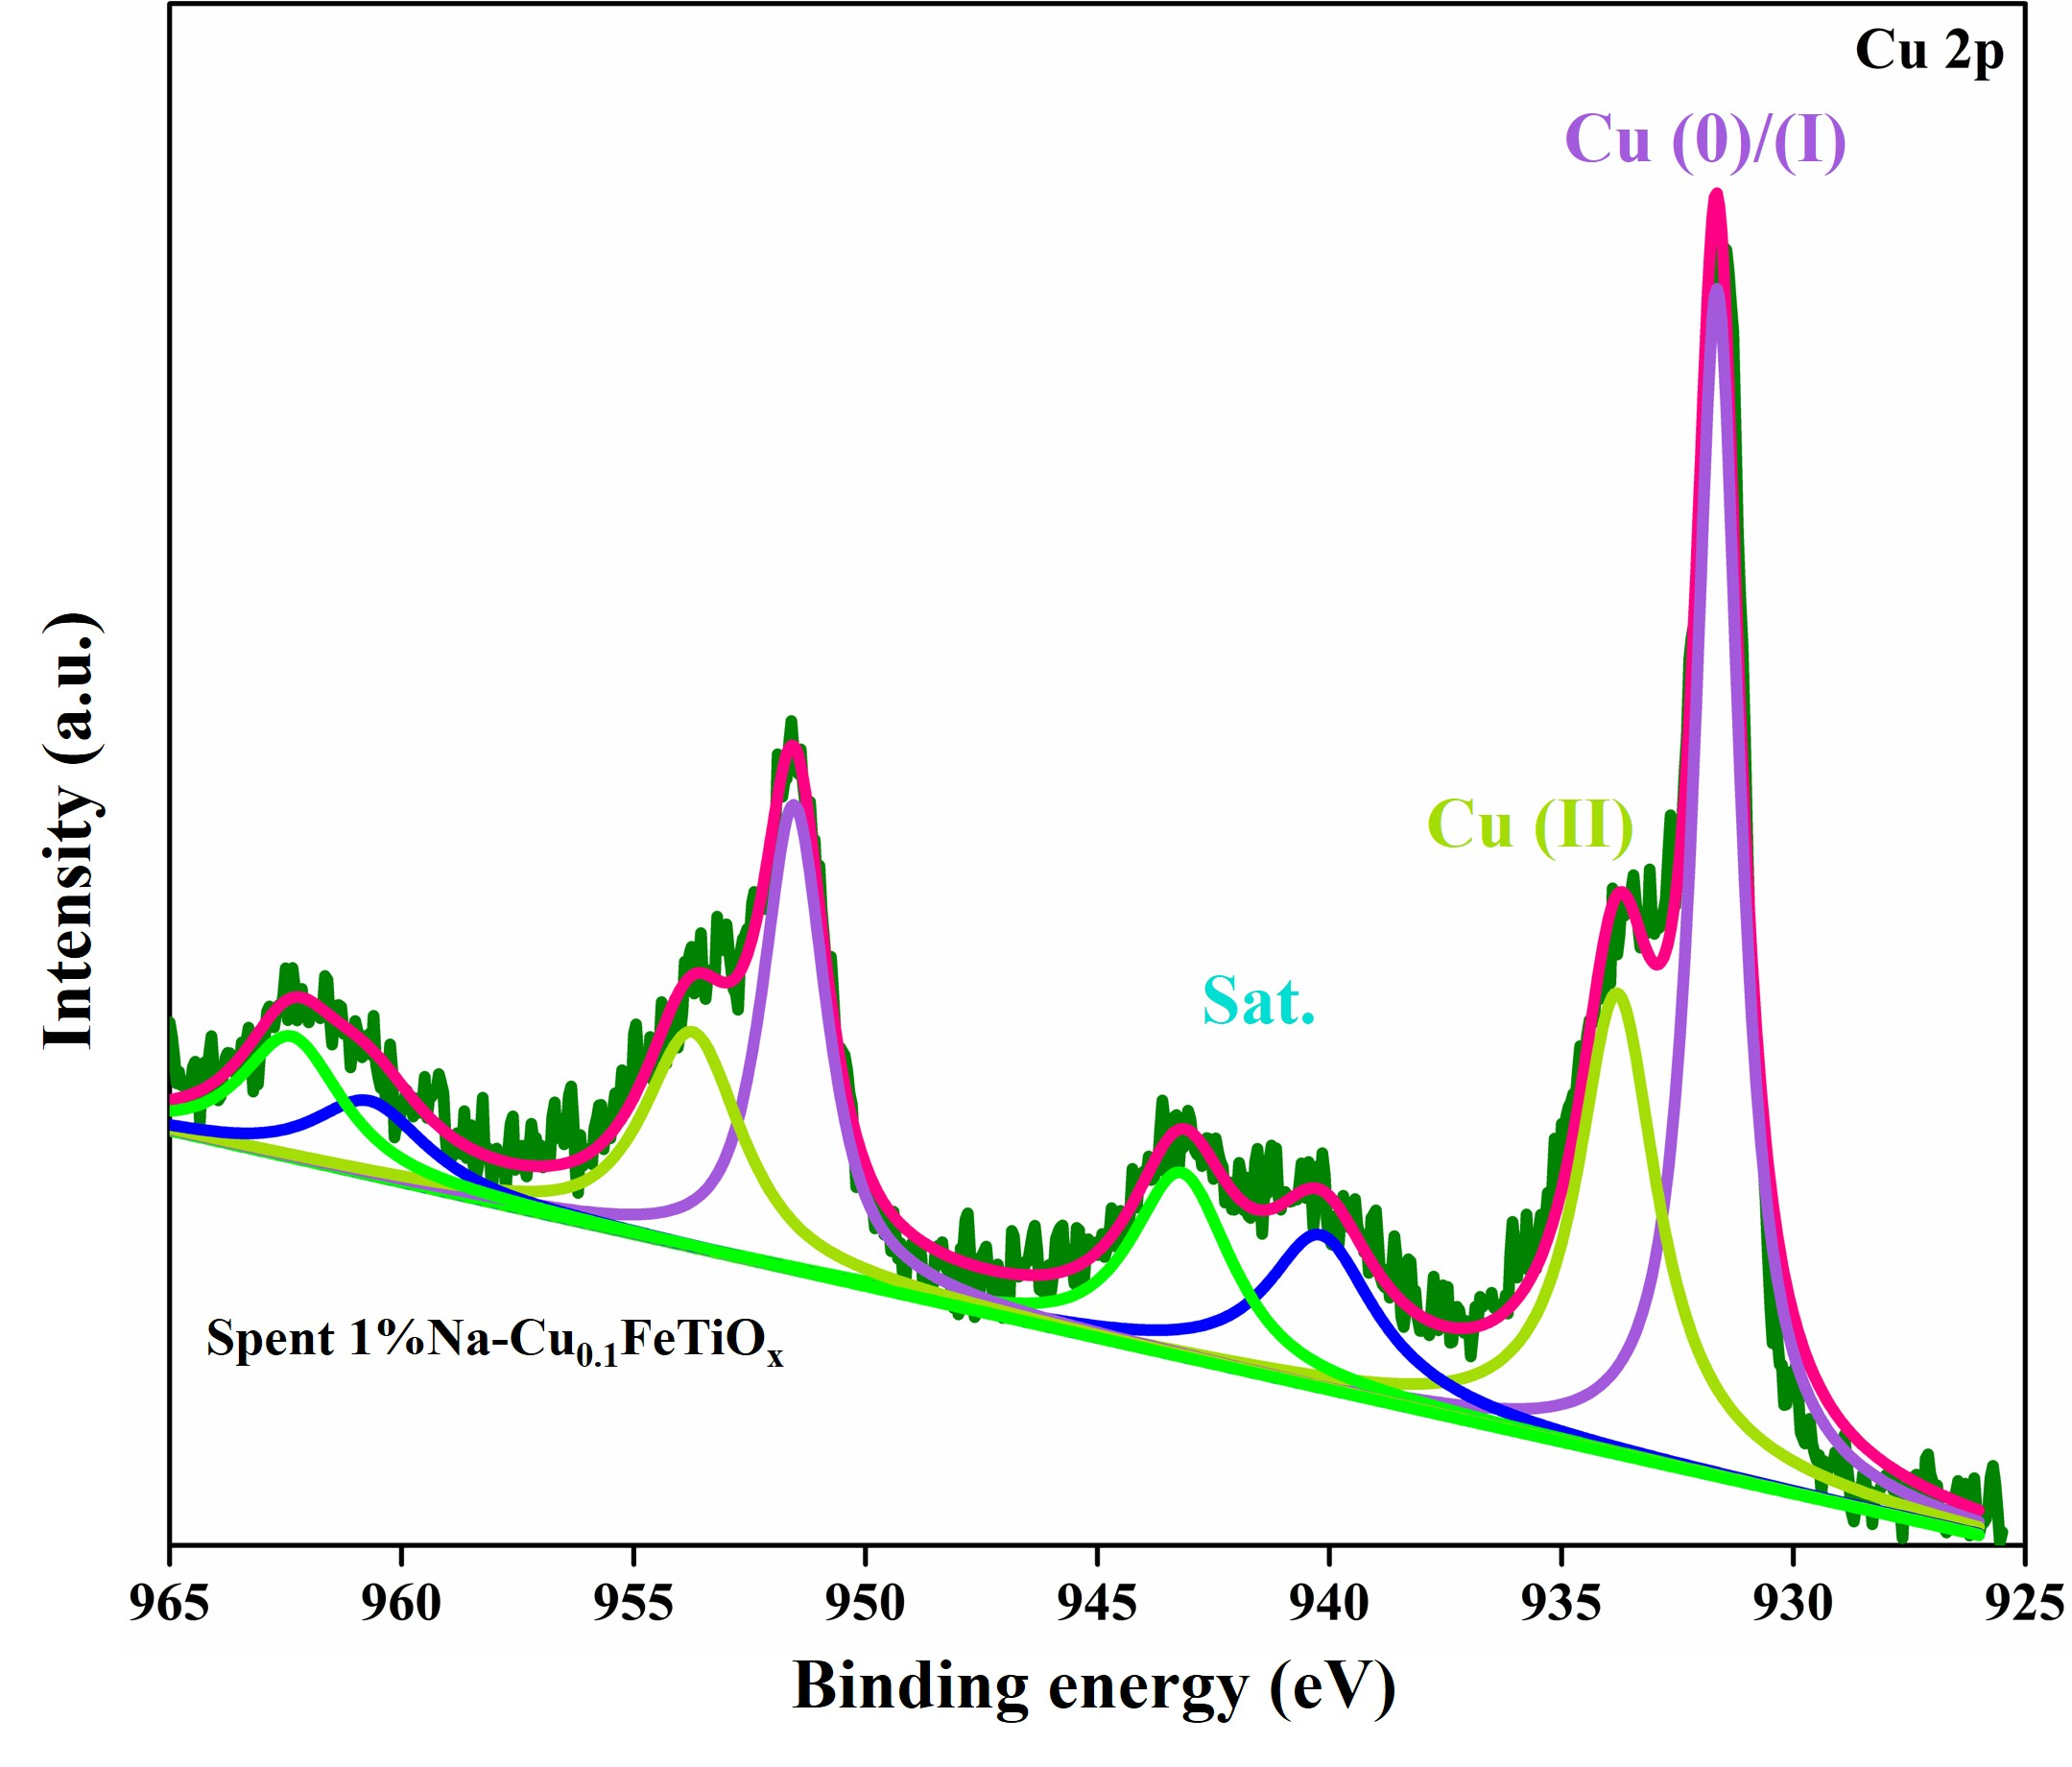 Cu 2p
Cu (0)/(I)
Cu (II)
Sat.
Spent 1%Na-Cu0.1FeTiOx
Intensity (a.u.)
965 960 955 950 945 940 935 930 925
Binding energy (eV)